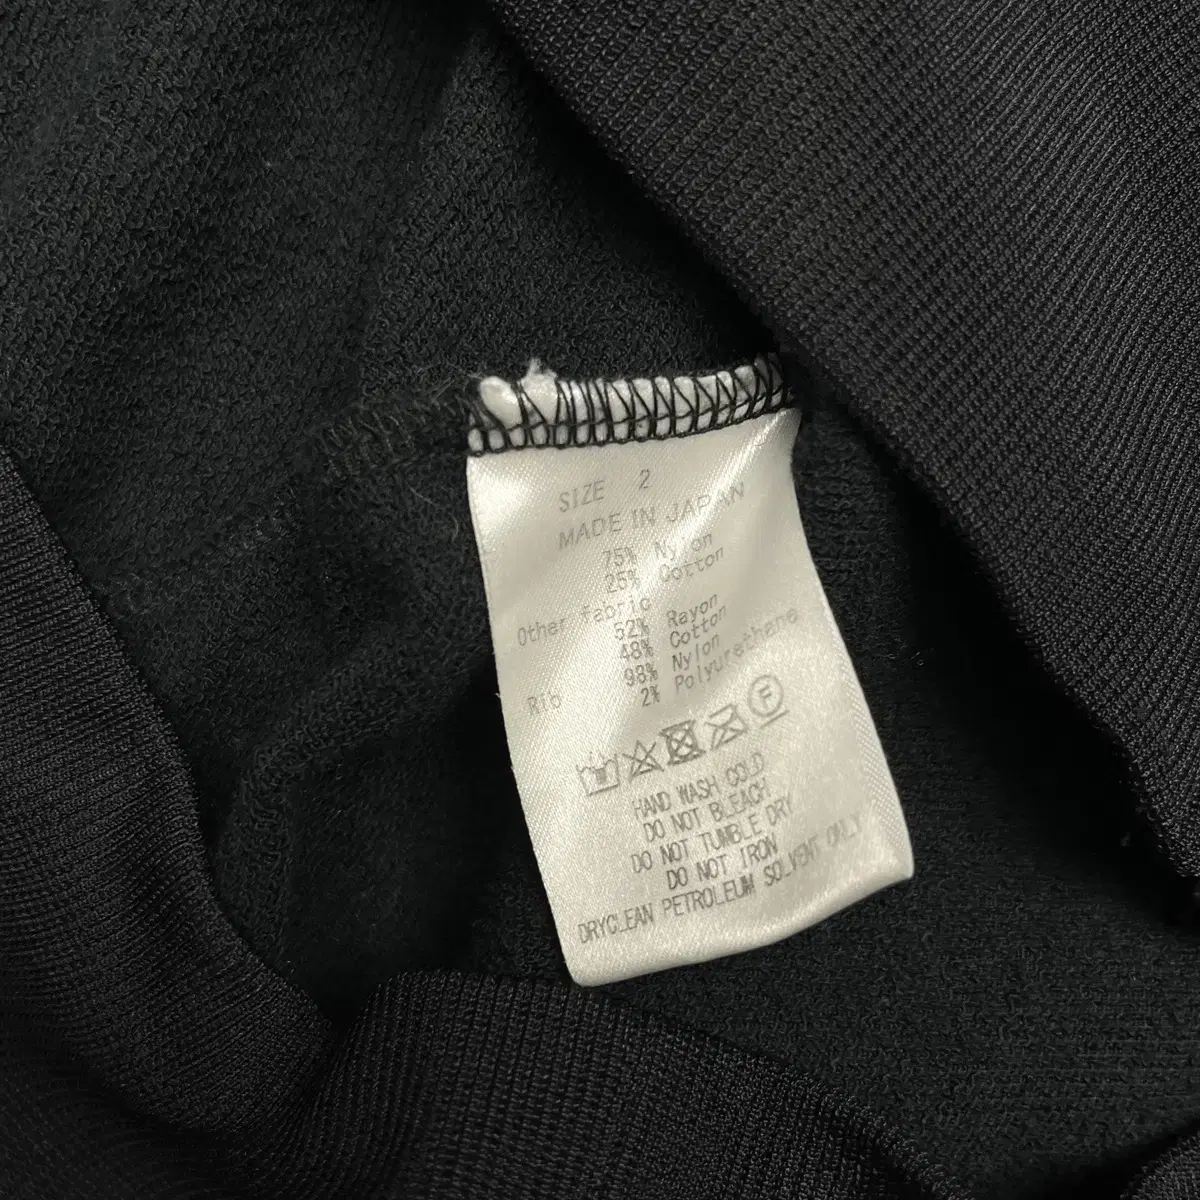 SIZE 2
MADE IN JAPAN
75% Nylon
25% Cotton
Other fabric
52% Rayon
48% Cotton
98% Nylon
Rib 2% Polyurethane
F
HAND WASH COLD
DO NOT BLEACH
DO NOT TUMBLE DRY
DO NOT IRON
DRYCLEAN PETROLEUM SOLVENT ONLY